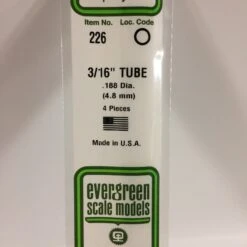 Item No. Loc. Code
226
3/16" TUBE
.188 Dia.
(4.8 mm)
4 Pieces
Made in U.S.A.
evergreen
scale models